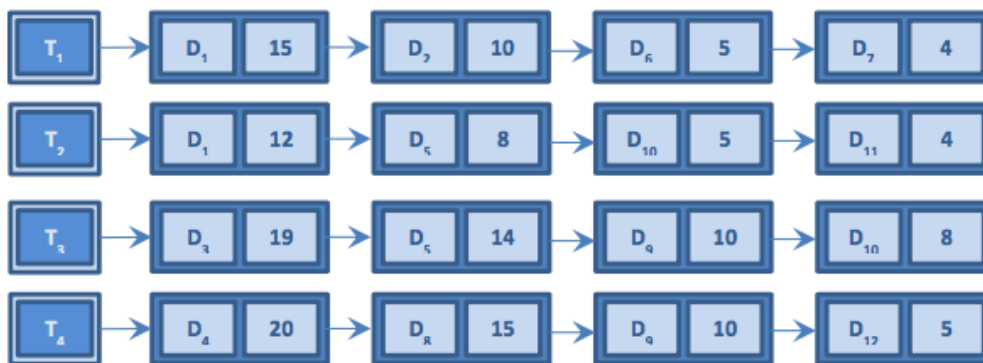 T₁ D₁ 15 D₂ 10 D₆ 5 D₇ 4
T₂ D₁ 12 D₅ 8 D₁₀ 5 D₁₁ 4
T₃ D₃ 19 D₅ 14 D₉ 10 D₁₀ 8
T₄ D₄ 20 D₈ 15 D₉ 10 D₁₂ 5